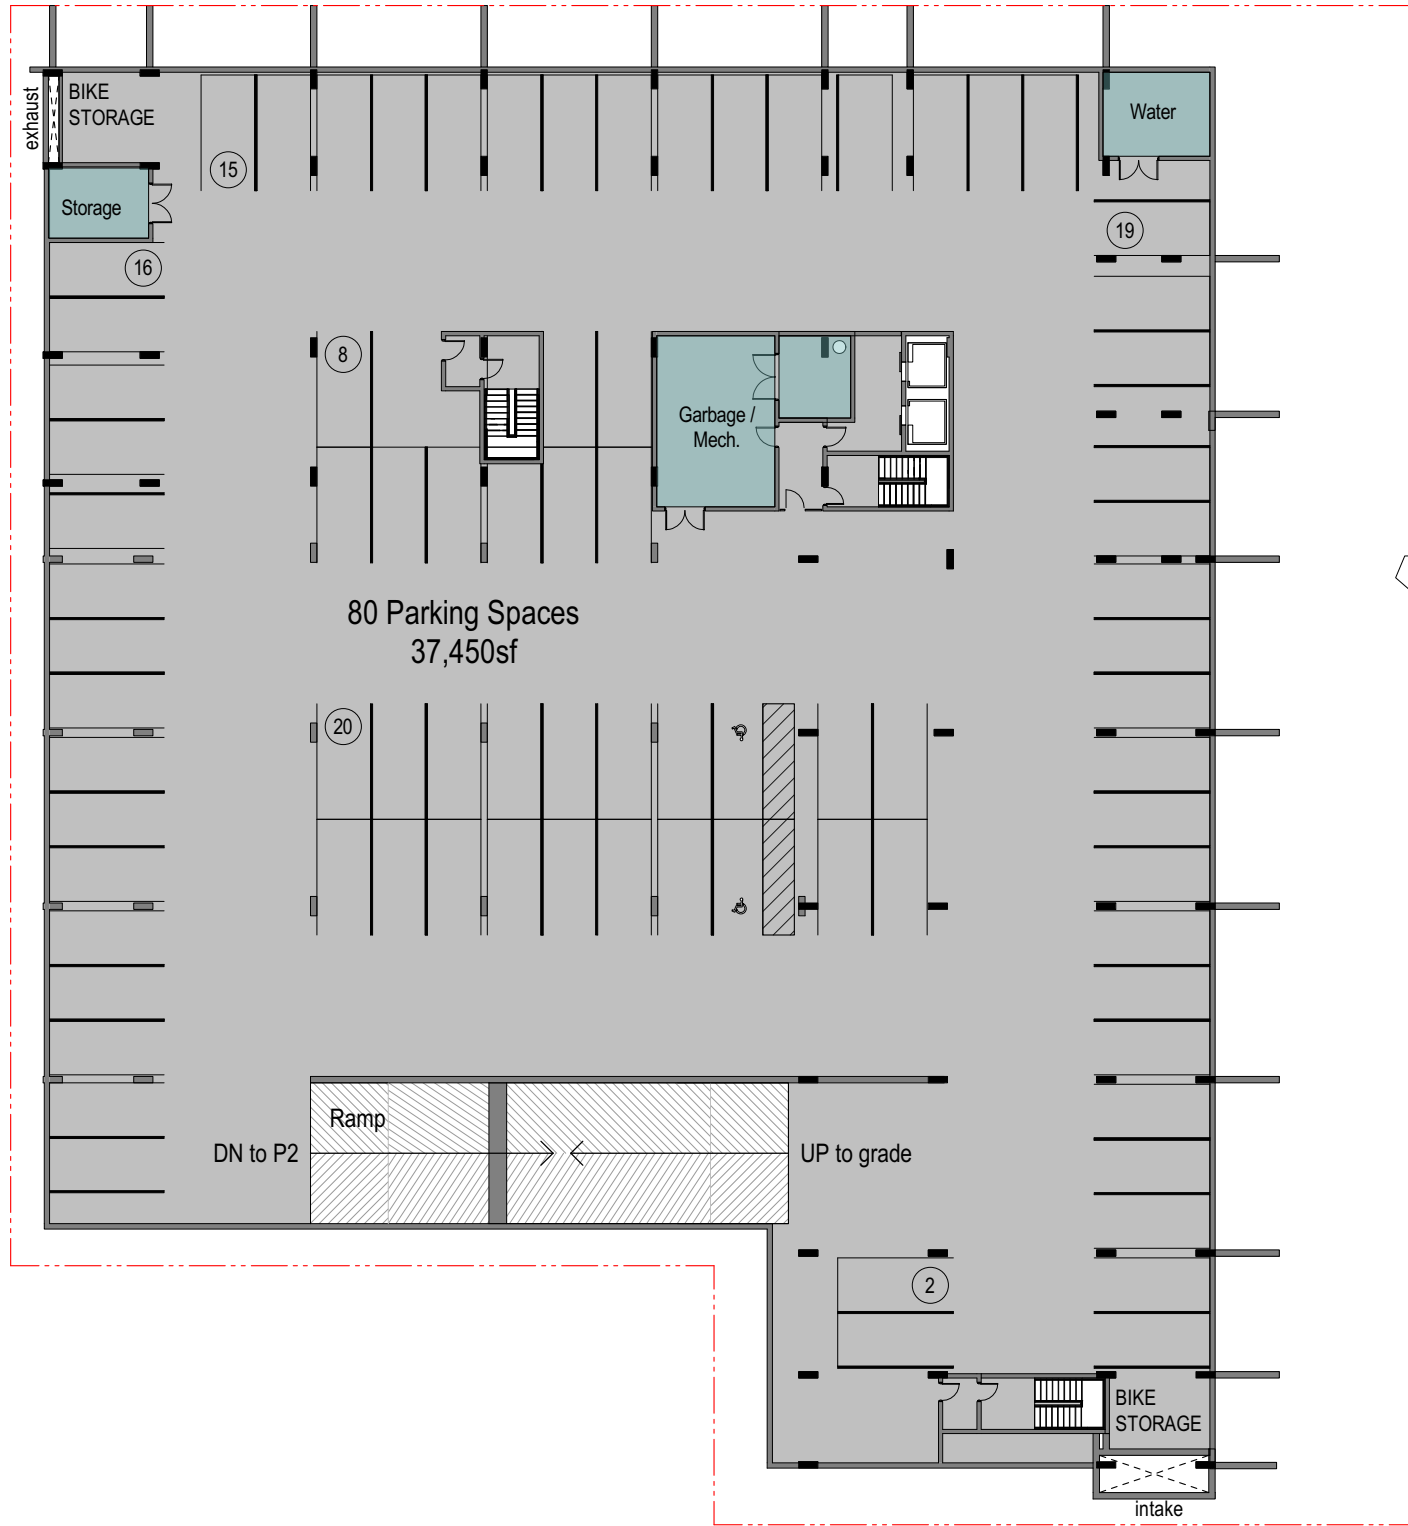 exhaust
BIKE
STORAGE
Water
15
Storage
19
16
8
Garbage /
Mech.
80 Parking Spaces
37,450sf
20
Ramp
DN to P2
UP to grade
2
BIKE
STORAGE
intake